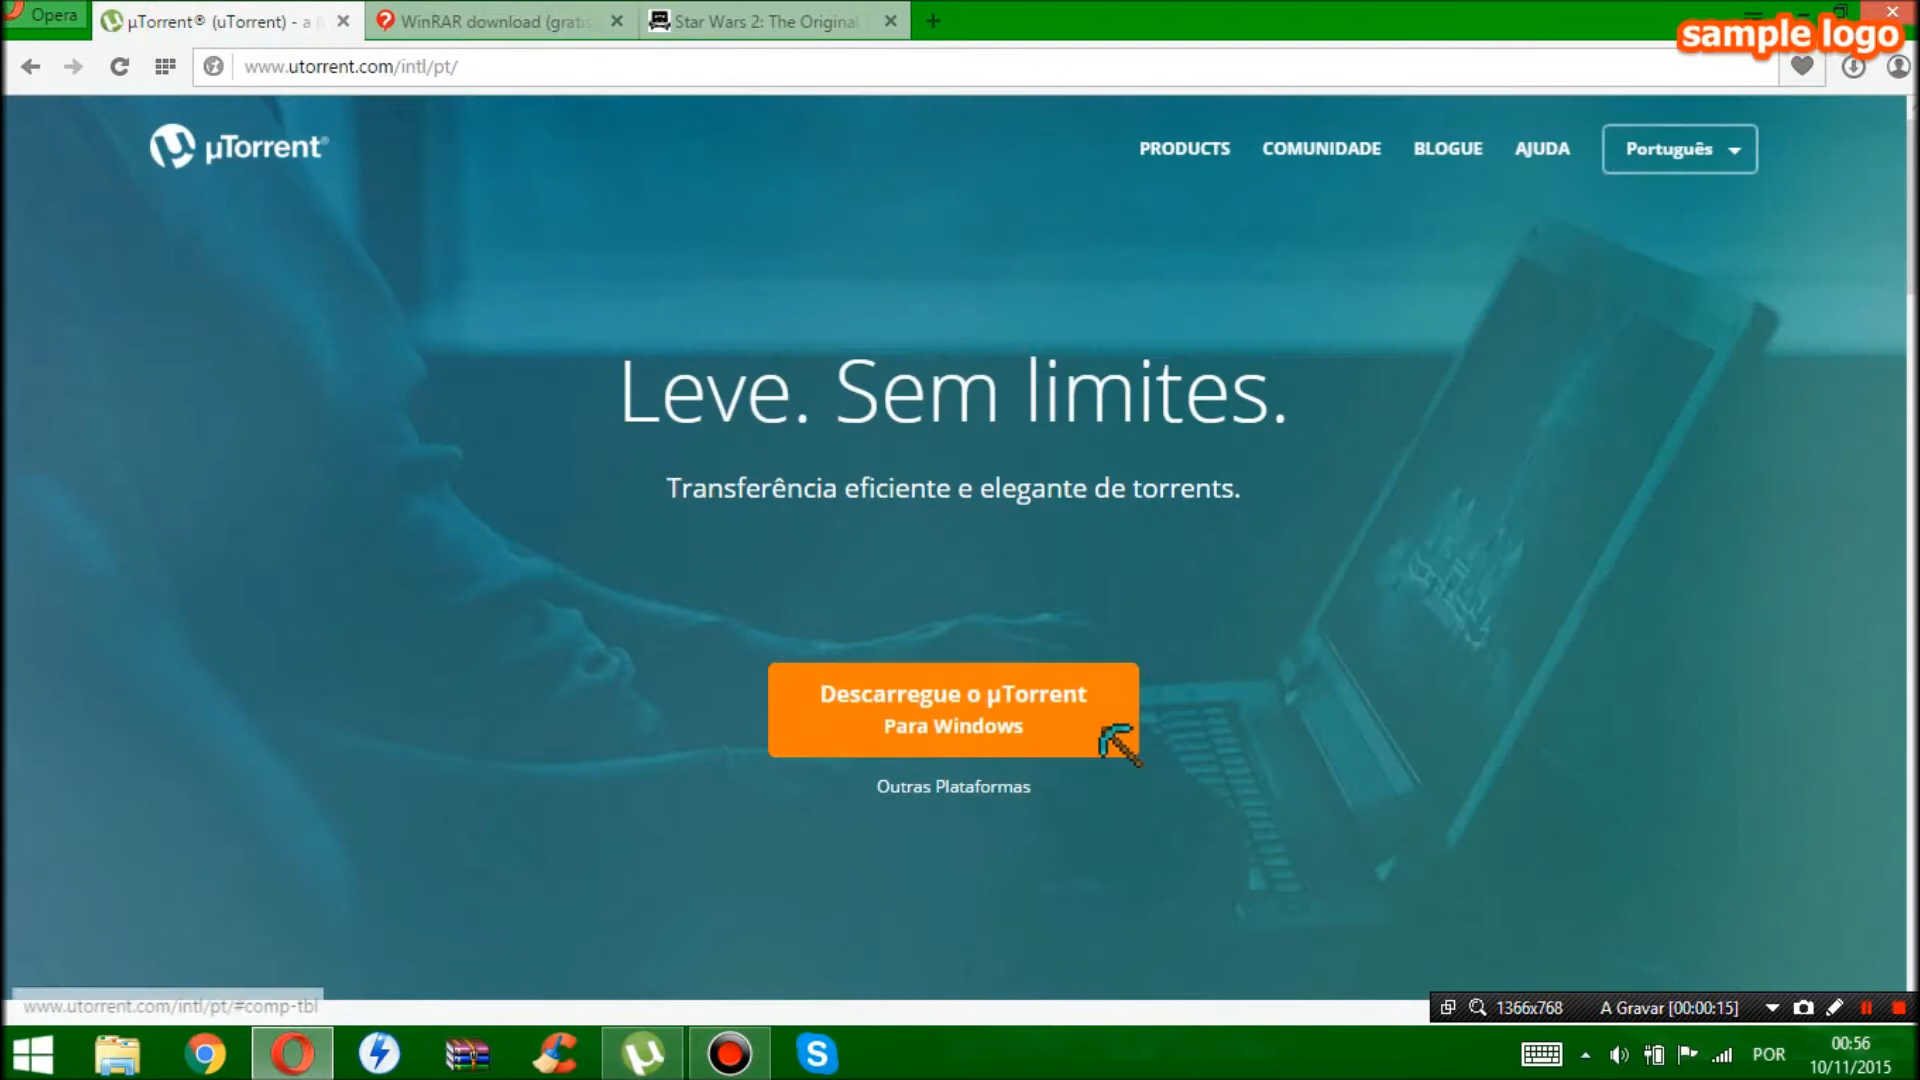 Opera
µTorrent® (uTorrent) - a (
WinRAR download (gratis
Star Wars 2: The Original
sample logo
www.utorrent.com/intl/pt/
µTorrent®
PRODUCTS
COMUNIDADE
BLOGUE
AJUDA
Português
Leve. Sem limites.
Transferência eficiente e elegante de torrents.
Descarregue o µTorrent
Para Windows
Outras Plataformas
www.utorrent.com/intl/pt/#comp-tbl
1366x768
A Gravar [00:00:15]
POR
00:56
10/11/2015